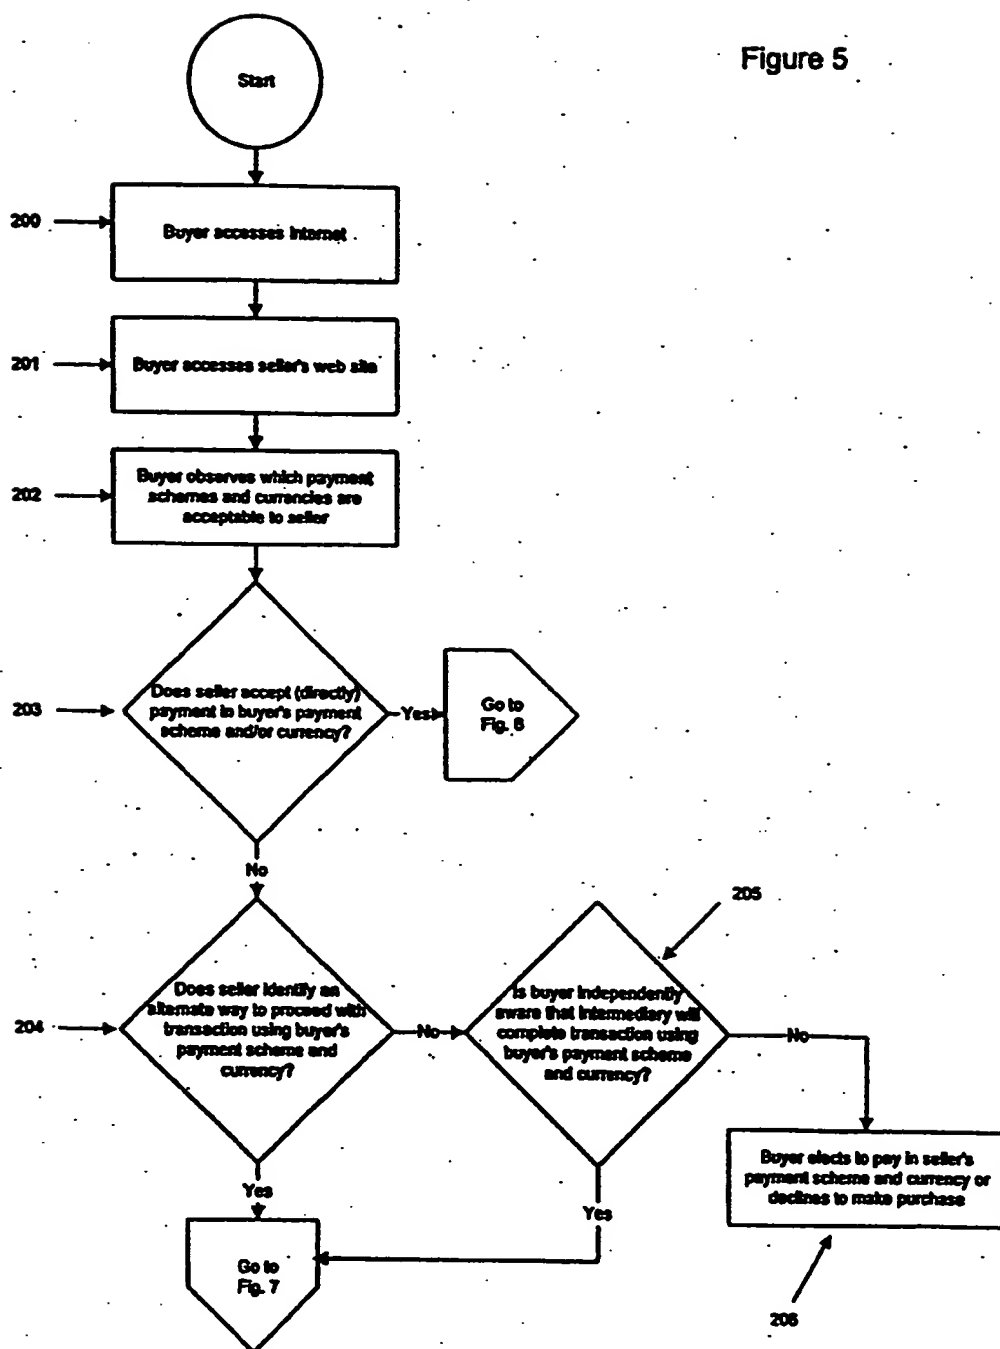 Figure 5
Start
200
Buyer accesses Internet
201
Buyer accesses seller's web site
202
Buyer observes which payment
schemes and currencies are
acceptable to seller
203
Does seller accept (directly)
payment in buyer's payment
scheme and/or currency?
Yes
Go to
Fig. 6
No
204
Does seller identify an
alternate way to proceed with
transaction using buyer's
payment scheme and
currency?
No
205
Is buyer independently
aware that intermediary will
complete transaction using
buyer's payment scheme
and currency?
No
Buyer elects to pay in seller's
payment scheme and currency or
declines to make purchase
206
Yes
Yes
Go to
Fig. 7